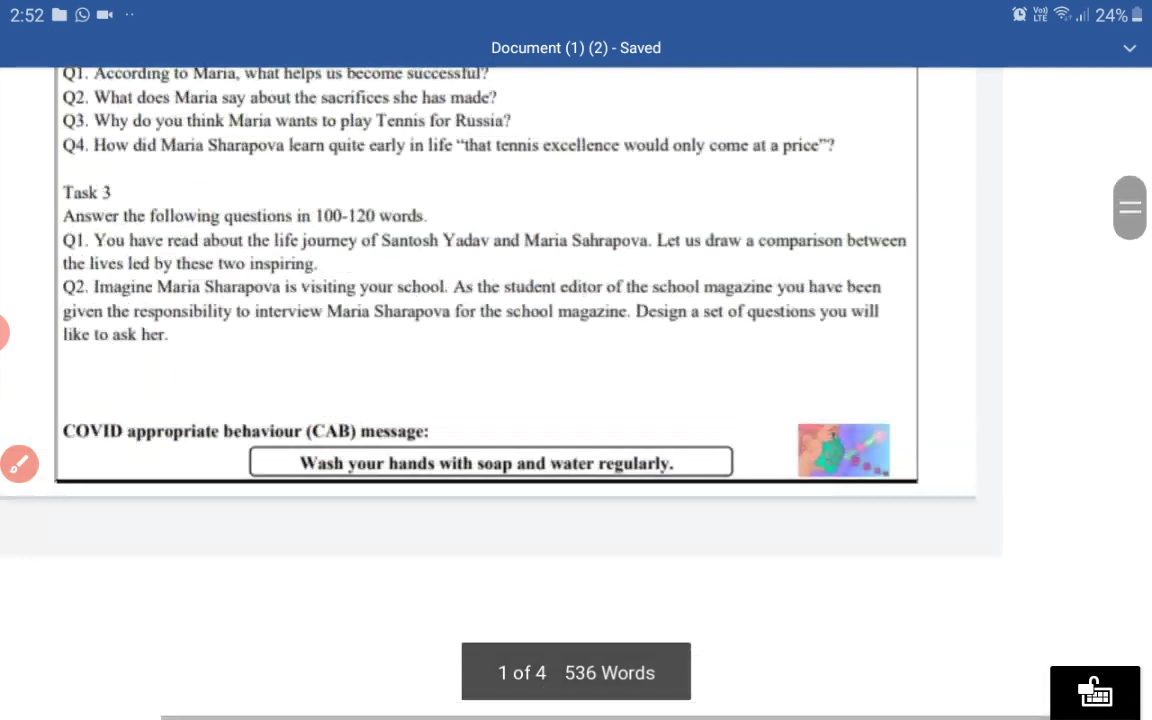 2:52 Vo)) LTE 24%
Document (1) (2) - Saved
Q1. According to Maria, what helps us become successful?
Q2. What does Maria say about the sacrifices she has made?
Q3. Why do you think Maria wants to play Tennis for Russia?
Q4. How did Maria Sharapova learn quite early in life “that tennis excellence would only come at a price”?
Task 3
Answer the following questions in 100-120 words.
Q1. You have read about the life journey of Santosh Yadav and Maria Sahrapova. Let us draw a comparison between
the lives led by these two inspiring.
Q2. Imagine Maria Sharapova is visiting your school. As the student editor of the school magazine you have been
given the responsibility to interview Maria Sharapova for the school magazine. Design a set of questions you will
like to ask her.
COVID appropriate behaviour (CAB) message:
Wash your hands with soap and water regularly.
1 of 4 536 Words